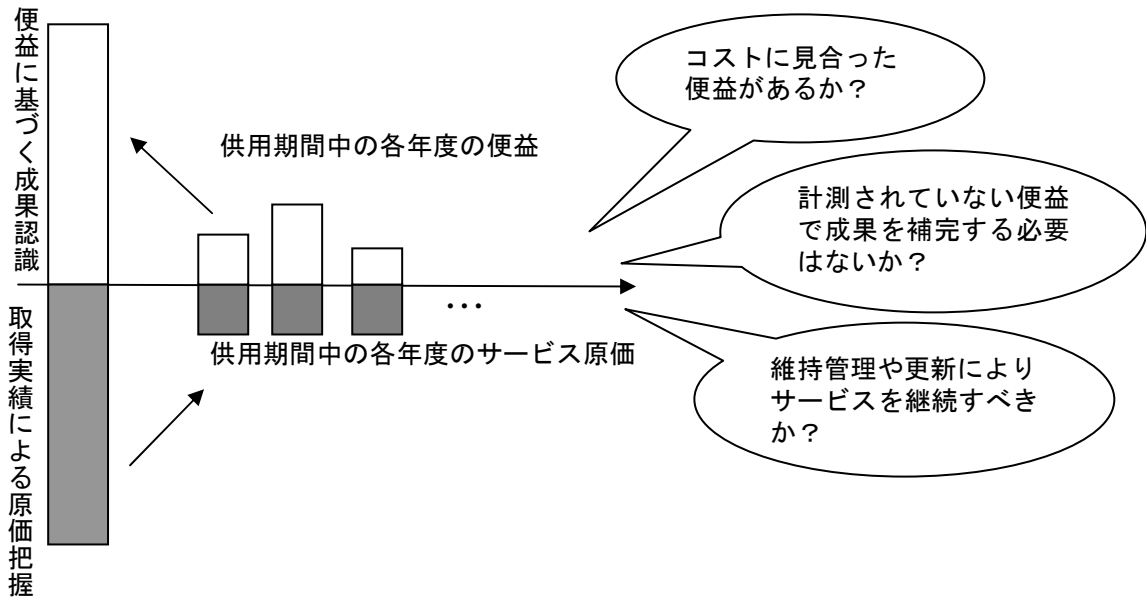 便益に基づく成果認識
取得実績による原価把握
供用期間中の各年度の便益
…
供用期間中の各年度のサービス原価
コストに見合った
便益があるか？
計測されていない便益
で成果を補完する必要
はないか？
維持管理や更新により
サービスを継続すべき
か？